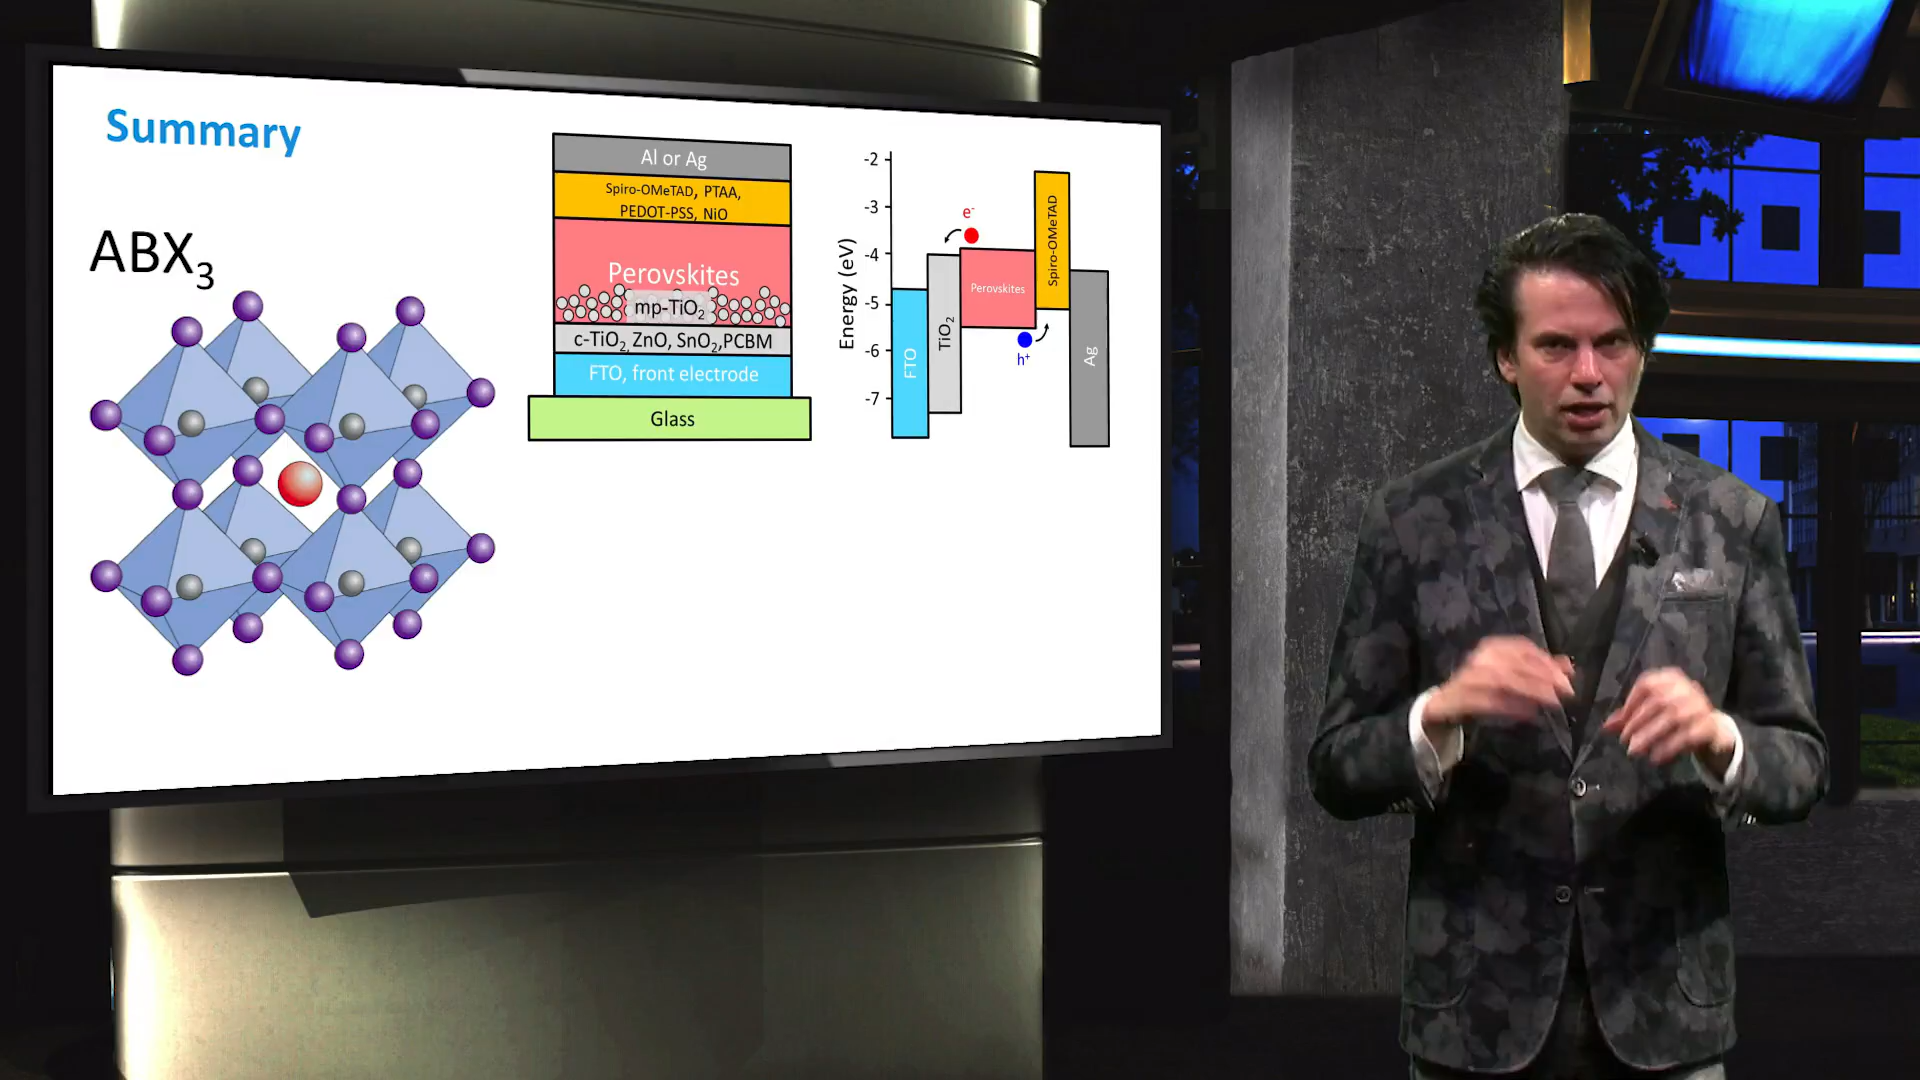 Summary
ABX₃
Al or Ag
Spiro-OMeTAD, PTAA,
PEDOT-PSS, NiO
Perovskites
mp-TiO₂
c-TiO₂, ZnO, SnO₂,PCBM
FTO, front electrode
Glass
Energy (eV)
-2
-3
-4
-5
-6
-7
e⁻
h⁺
FTO
TiO₂
Perovskites
Spiro-OMeTAD
Ag